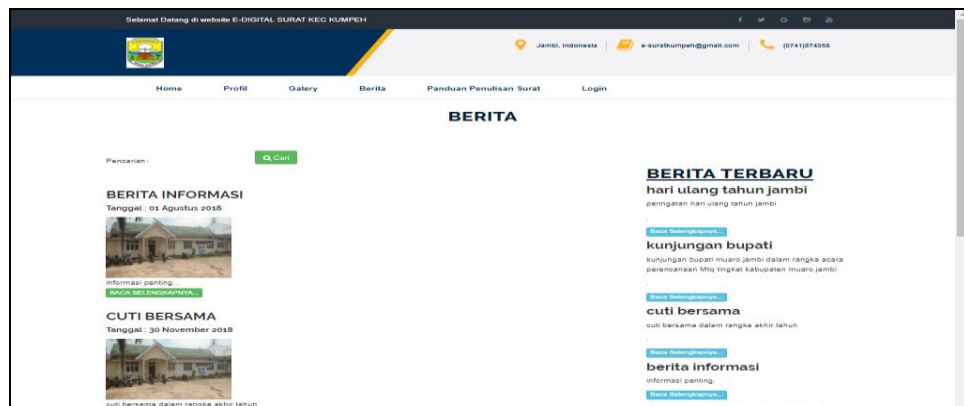 Selamat Datang di website E-DIGITAL SURAT KEC KUMPEH
Jambi, Indonesia
e-suratkumpeh@gmail.com
(0741)574355
Home Profil Galery Berita Panduan Penulisan Surat Login
BERITA
Pencarian :
Cari
BERITA INFORMASI
Tanggal : 01 Agustus 2018
informasi penting...
BACA SELENGKAPNYA...
CUTI BERSAMA
Tanggal : 30 November 2018
cuti bersama dalam rangka akhir tahun
BERITA TERBARU
hari ulang tahun jambi
peringatan hari ulang tahun jambi
.
Baca Selengkapnya...
kunjungan bupati
kunjungan bupati muaro jambi dalam rangka acara
perencanaan Mtq tingkat kabupaten muaro jambi
.
Baca Selengkapnya...
cuti bersama
cuti bersama dalam rangka akhir tahun
.
Baca Selengkapnya...
berita informasi
informasi penting.
Baca Selengkapnya...